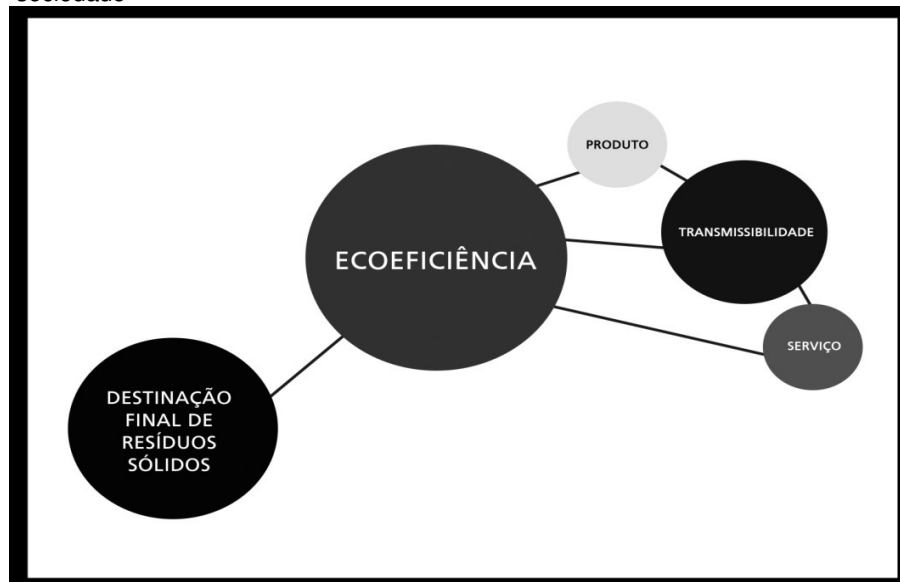 PRODUTO
TRANSMISSIBILIDADE
ECOEFICIÊNCIA
SERVIÇO
DESTINAÇÃO
FINAL DE
RESÍDUOS
SÓLIDOS